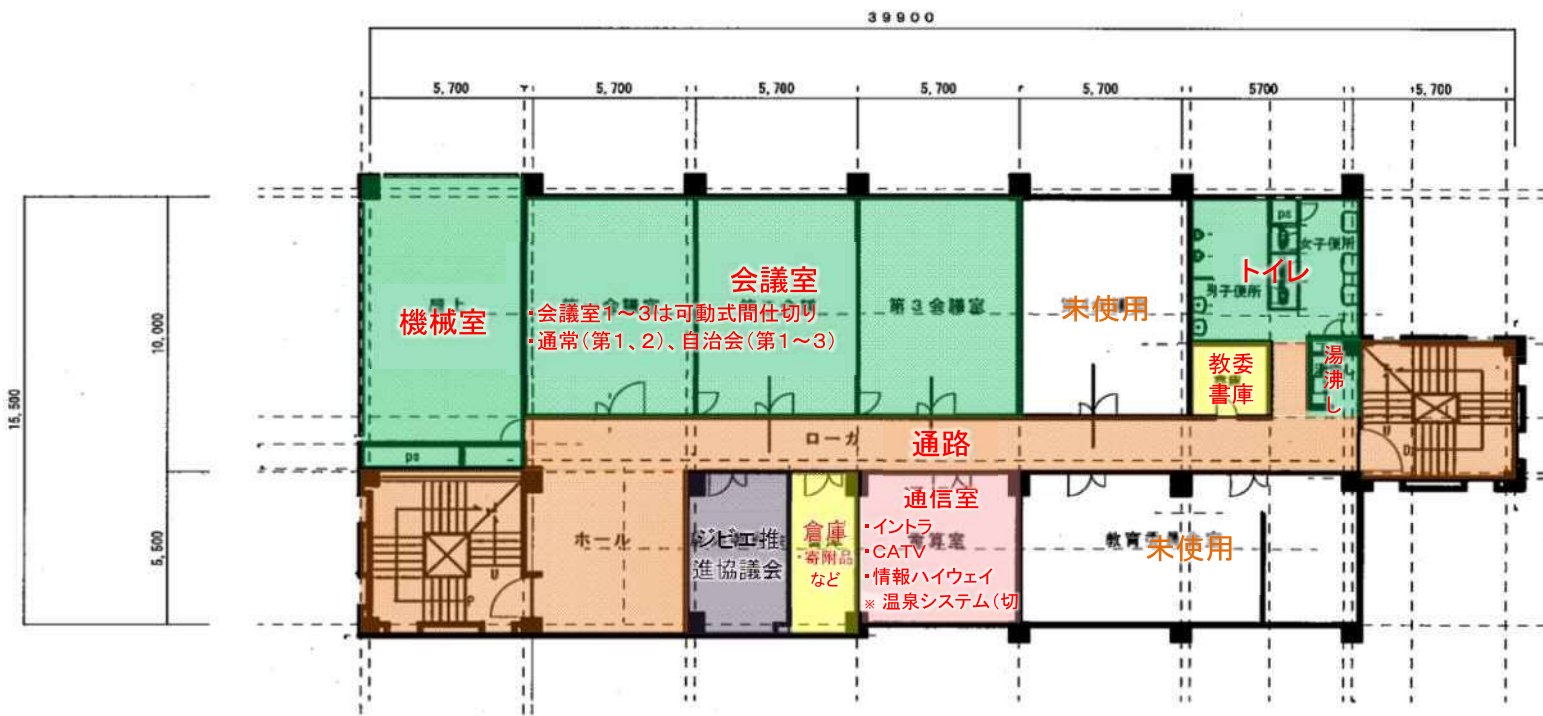 39900
5,700
5,700
5,700
5,700
5,700
5700
5,700
15,500
10,000
5,500
機械室
会議室
・会議室1～3は可動式間仕切り
・通常(第1、2)、自治会(第1～3)
第3会議室
未使用
ps
女子便所
トイレ
男子便所
教委
書庫
湯沸し
ps
ローカ
通路
U
D
ホール
U
ジビエ推
進協議会
倉庫
・寄附品
など
通信室
・イントラ
・CATV
・情報ハイウェイ
※ 温泉システム(切
未使用